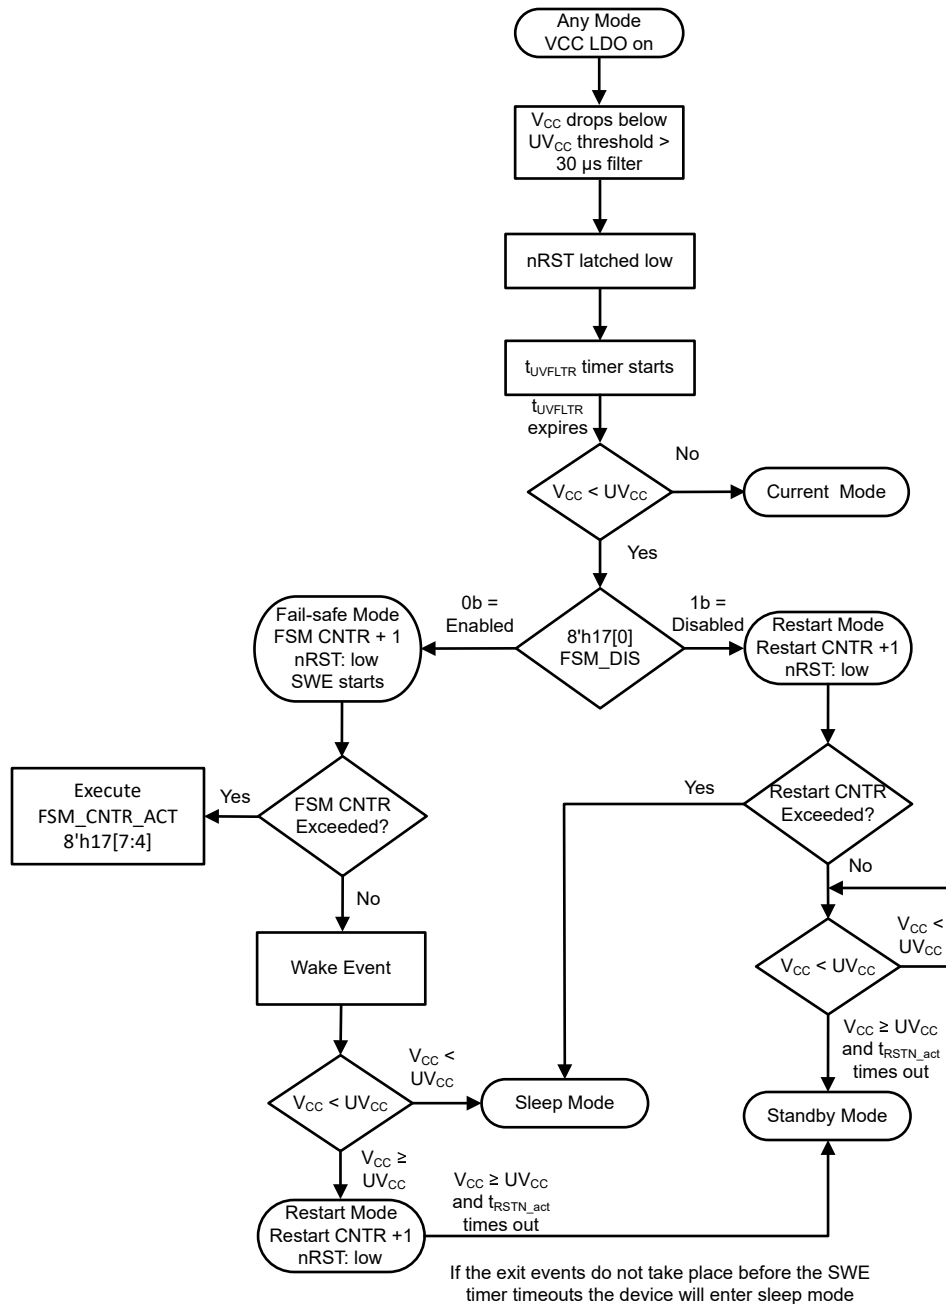 Any Mode
VCC LDO on
VCC drops below
UVCC threshold >
30 µs filter
nRST latched low
tUVFLTR timer starts
tUVFLTR
expires
VCC < UVCC
No
Current Mode
Yes
8'h17[0]
FSM_DIS
0b =
Enabled
1b =
Disabled
Fail-safe Mode
FSM CNTR + 1
nRST: low
SWE starts
Restart Mode
Restart CNTR +1
nRST: low
FSM CNTR
Exceeded?
Yes
Execute
FSM_CNTR_ACT
8'h17[7:4]
No
Wake Event
Restart CNTR
Exceeded?
Yes
No
VCC < UVCC
VCC <
UVCC
VCC ≥ UVCC
and tRSTN_act
times out
Standby Mode
VCC < UVCC
VCC <
UVCC
Sleep Mode
VCC ≥
UVCC
Restart Mode
Restart CNTR +1
nRST: low
VCC ≥ UVCC
and tRSTN_act
times out
If the exit events do not take place before the SWE
timer timeouts the device will enter sleep mode